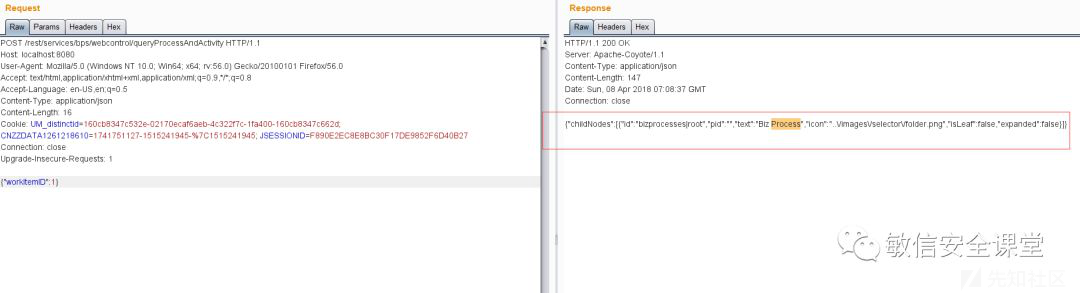 Request
Raw Params Headers Hex
POST /rest/services/bps/webcontrol/queryProcessAndActivity HTTP/1.1
Host: localhost:8080
User-Agent: Mozilla/5.0 (Windows NT 10.0; Win64; x64; rv:56.0) Gecko/20100101 Firefox/56.0
Accept: text/html,application/xhtml+xml,application/xml;q=0.9,*/*;q=0.8
Accept-Language: en-US,en;q=0.5
Content-Type: application/json
Content-Length: 16
Cookie: UM_distinctid=160cb8347c532e-02170ecaf6aeb-4c322f7c-1fa400-160cb8347c662d;
CNZZDATA1261218610=1741751127-1515241945-%7C1515241945; JSESSIONID=F890E2EC8E8BC30F17DE9852F6D40B27
Connection: close
Upgrade-Insecure-Requests: 1
{"workItemID":1}
Response
Raw Headers Hex
HTTP/1.1 200 OK
Server: Apache-Coyote/1.1
Content-Type: application/json
Content-Length: 147
Date: Sun, 08 Apr 2018 07:08:37 GMT
Connection: close
{"childNodes":[{"id":"bizprocesses|root","pid":"","text":"Biz Process","icon":"..\/images\/selector\/folder.png","isLeaf":false,"expanded":false}]}
敏信安全课堂
先知社区